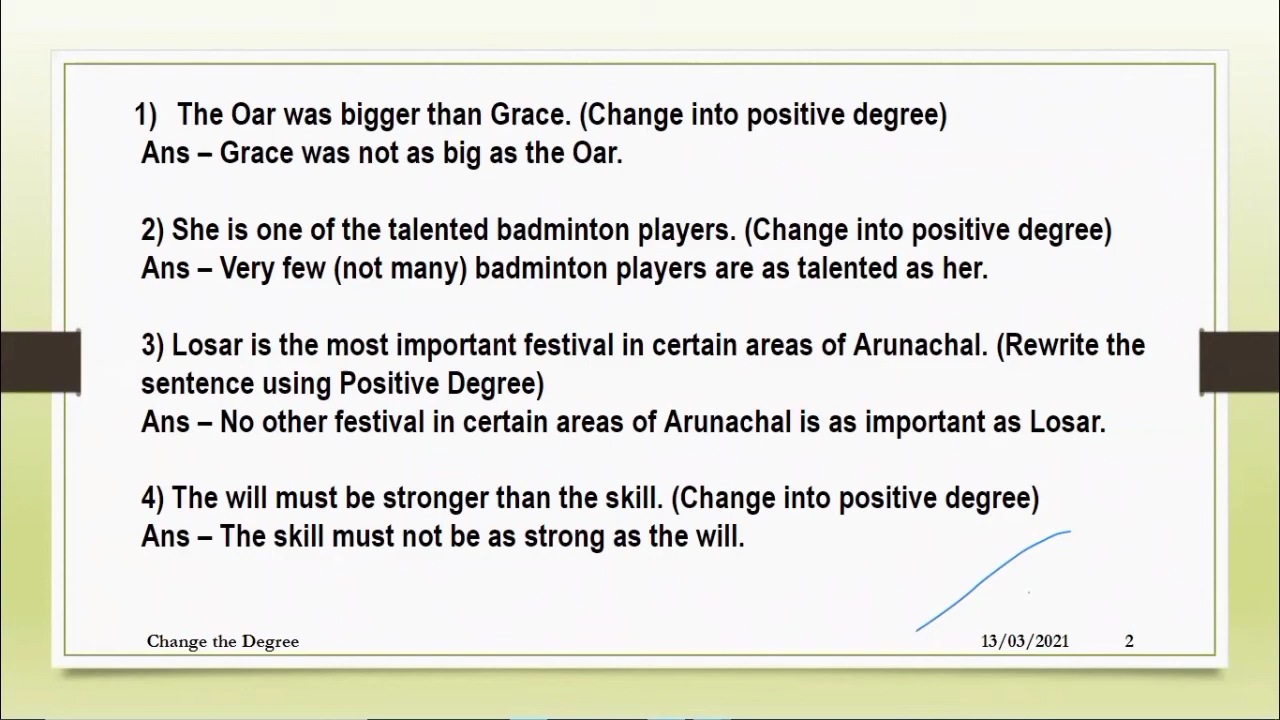 1) The Oar was bigger than Grace. (Change into positive degree)
Ans – Grace was not as big as the Oar.
2) She is one of the talented badminton players. (Change into positive degree)
Ans – Very few (not many) badminton players are as talented as her.
3) Losar is the most important festival in certain areas of Arunachal. (Rewrite the
sentence using Positive Degree)
Ans – No other festival in certain areas of Arunachal is as important as Losar.
4) The will must be stronger than the skill. (Change into positive degree)
Ans – The skill must not be as strong as the will.
Change the Degree 13/03/2021 2